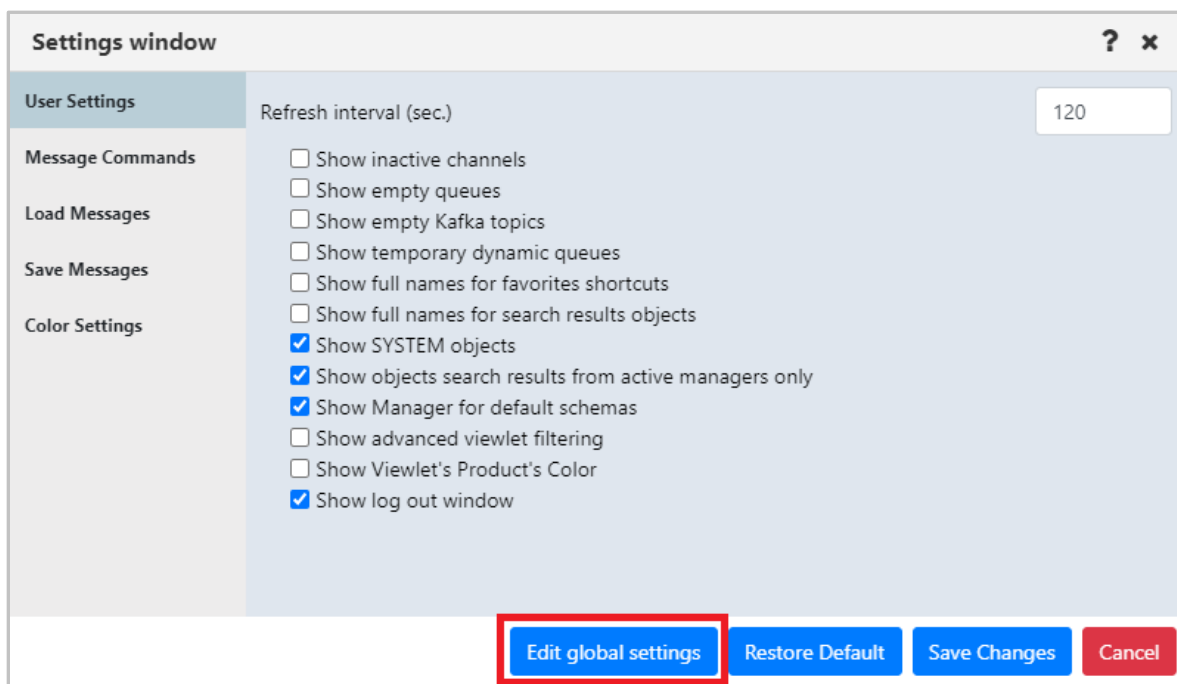 Settings window
? ×
User Settings
Message Commands
Load Messages
Save Messages
Color Settings
Refresh interval (sec.)
120
Show inactive channels
Show empty queues
Show empty Kafka topics
Show temporary dynamic queues
Show full names for favorites shortcuts
Show full names for search results objects
Show SYSTEM objects
Show objects search results from active managers only
Show Manager for default schemas
Show advanced viewlet filtering
Show Viewlet's Product's Color
Show log out window
Edit global settings
Restore Default
Save Changes
Cancel